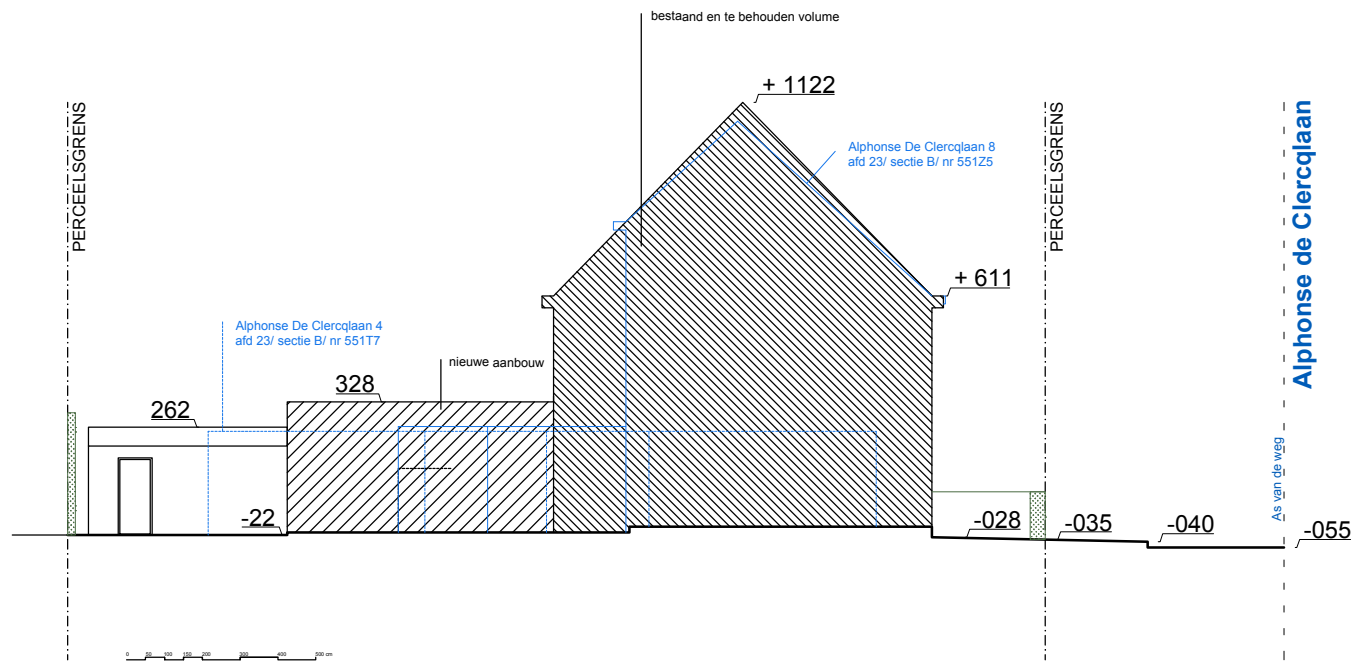 bestaand en te behouden volume
+ 1122
PERCEELSGRENS
PERCEELSGRENS
Alphonse de Clercqlaan
Alphonse De Clercqlaan 8
afd 23/ sectie B/ nr 551Z5
+ 611
Alphonse De Clercqlaan 4
afd 23/ sectie B/ nr 551T7
nieuwe aanbouw
328
262
As van de weg
-22
-028
-035
-040
-055
0 50 100 150 200 300 400 500 cm